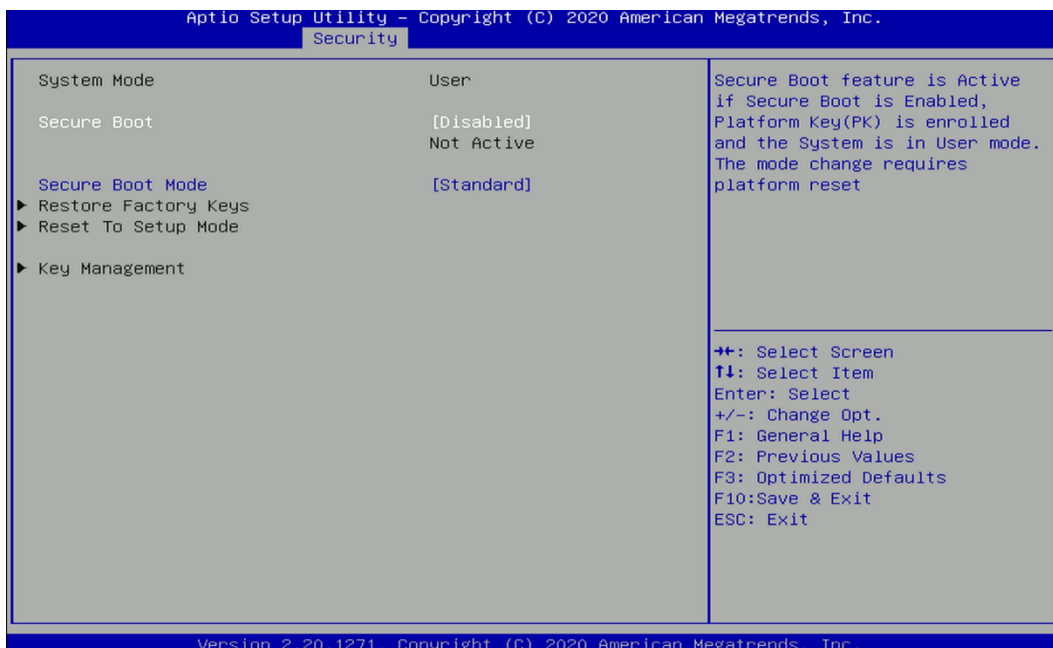 Aptio Setup Utility – Copyright (C) 2020 American Megatrends, Inc.
Security
System Mode User
Secure Boot [Disabled]
Not Active
Secure Boot Mode [Standard]
▶ Restore Factory Keys
▶ Reset To Setup Mode
▶ Key Management
Secure Boot feature is Active
if Secure Boot is Enabled,
Platform Key(PK) is enrolled
and the System is in User mode.
The mode change requires
platform reset
→←: Select Screen
↑↓: Select Item
Enter: Select
+/-: Change Opt.
F1: General Help
F2: Previous Values
F3: Optimized Defaults
F10:Save & Exit
ESC: Exit
Version 2.20.1271. Copyright (C) 2020 American Megatrends, Inc.